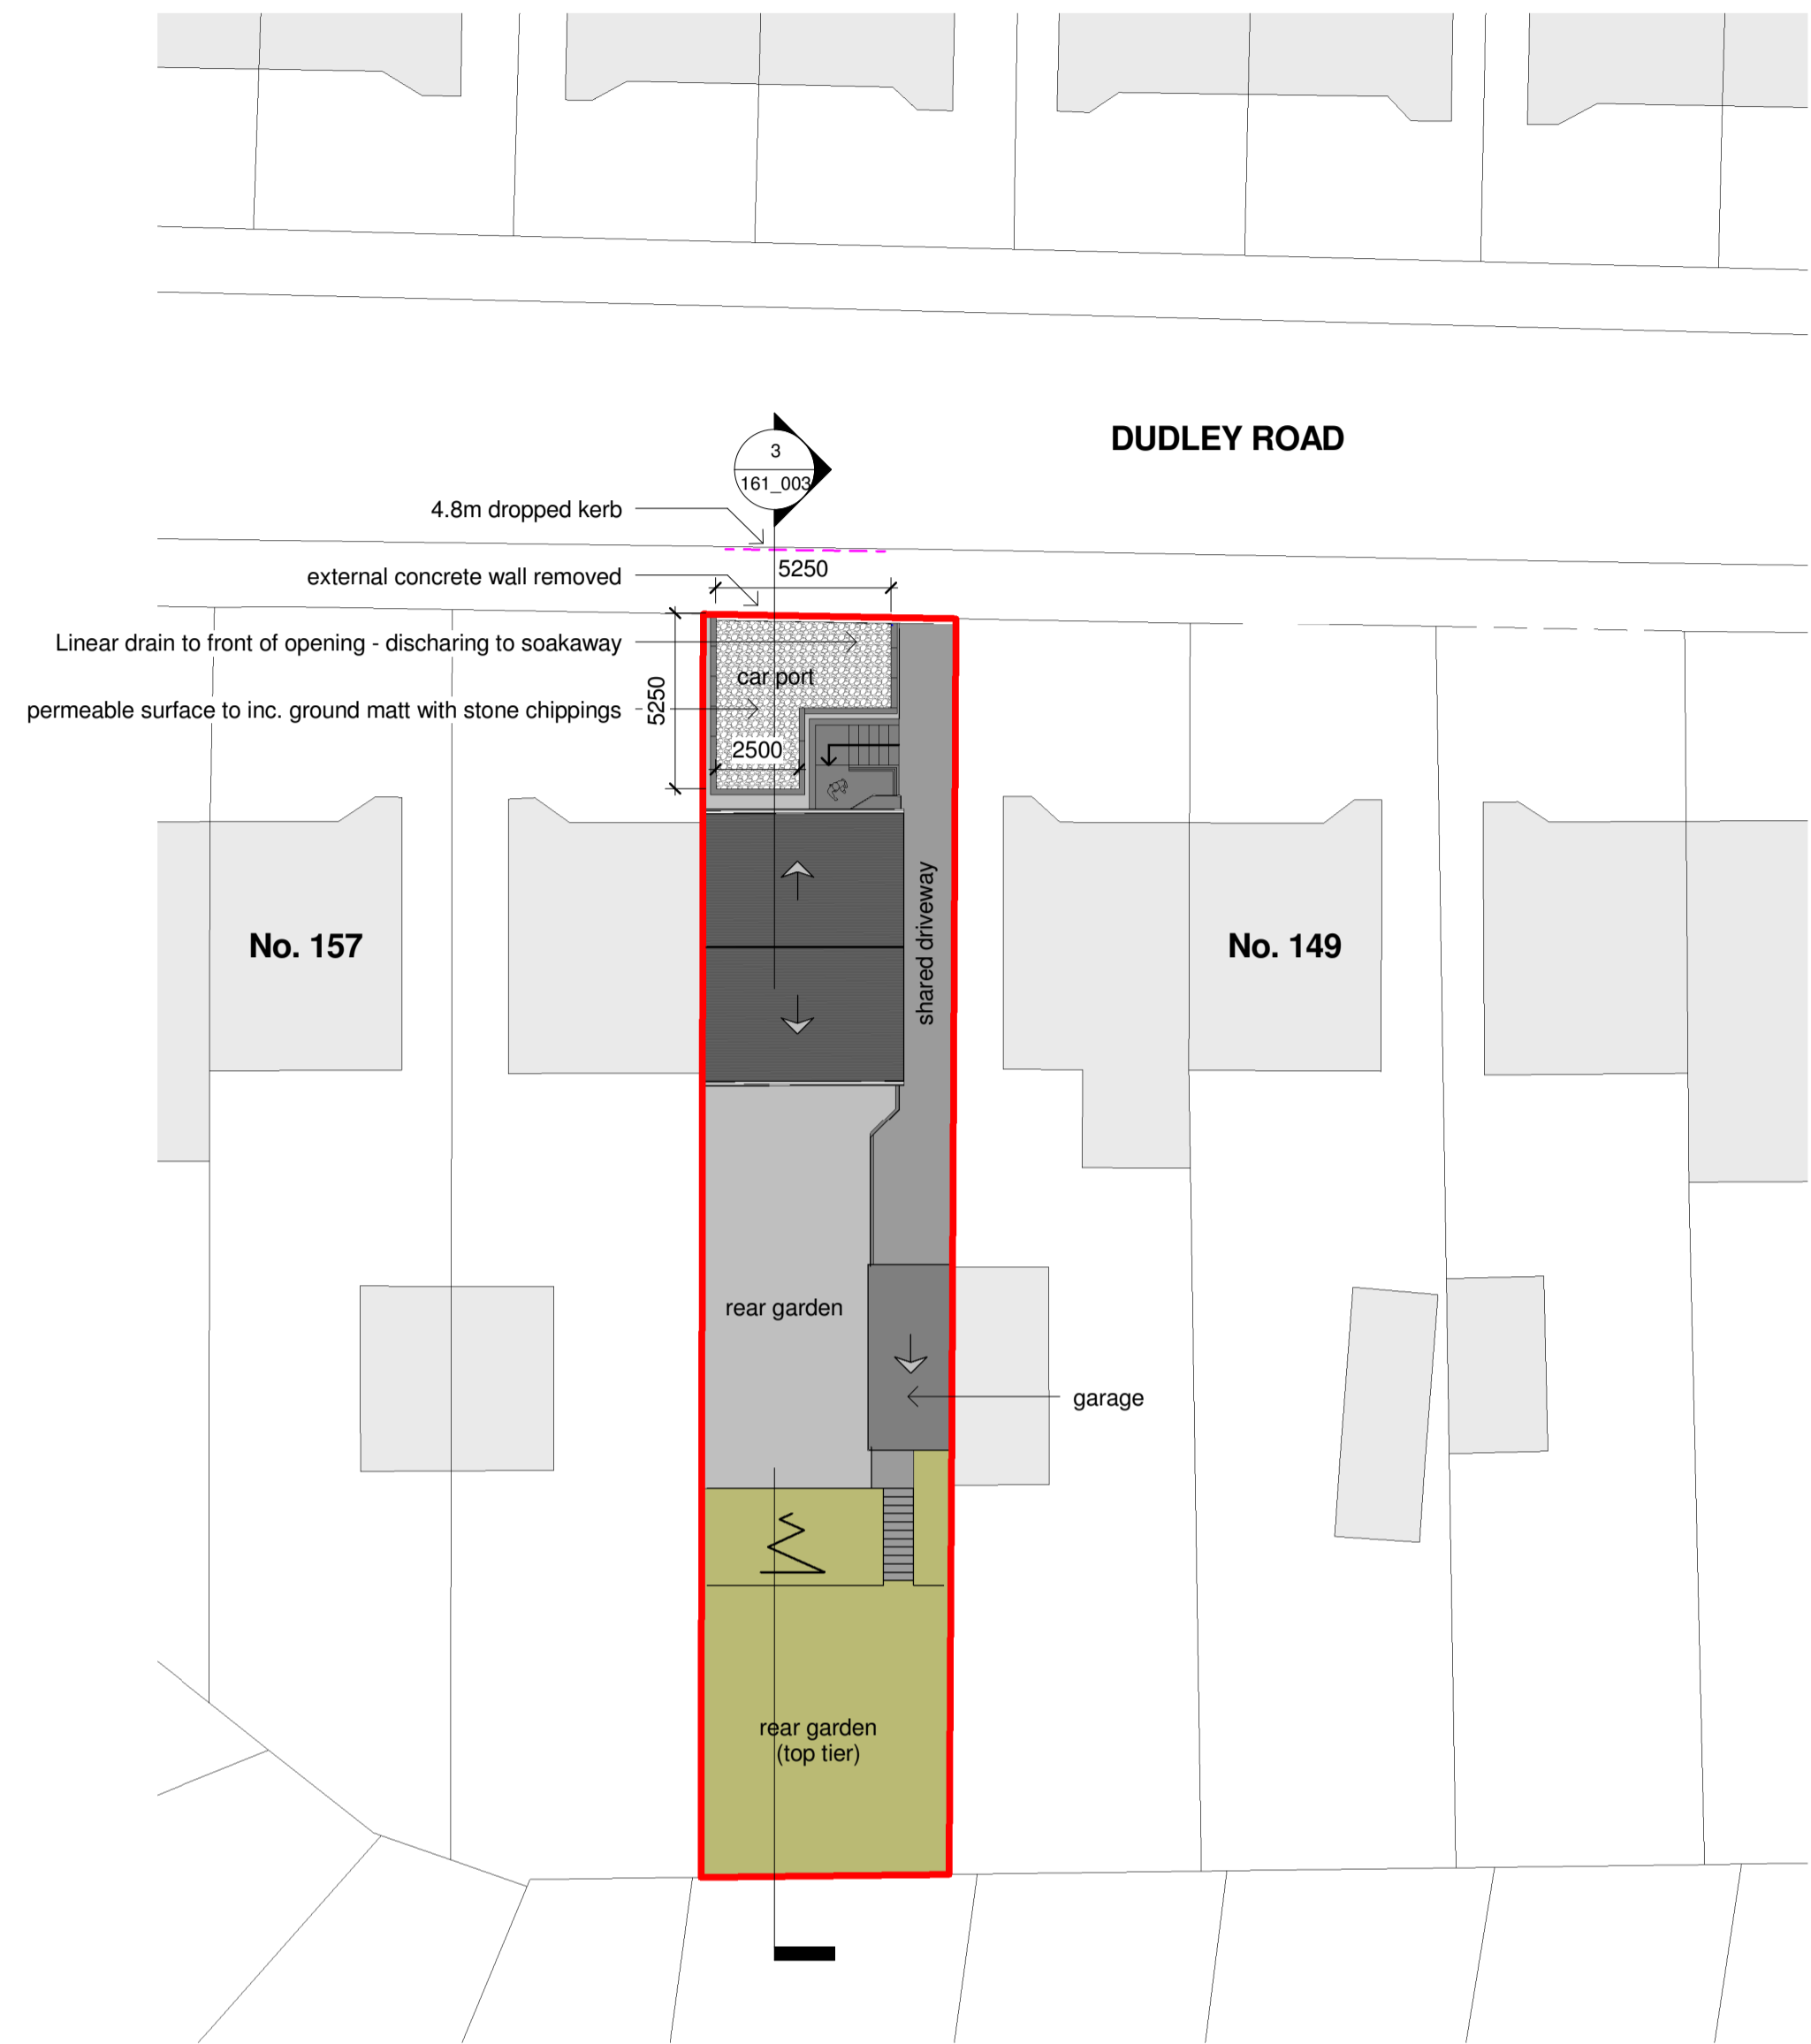 DUDLEY ROAD
3
161_003
4.8m dropped kerb
5250
external concrete wall removed
Linear drain to front of opening - discharing to soakaway
car port
5250
permeable surface to inc. ground matt with stone chippings
2500
shared driveway
No. 157
No. 149
rear garden
garage
rear garden
(top tier)